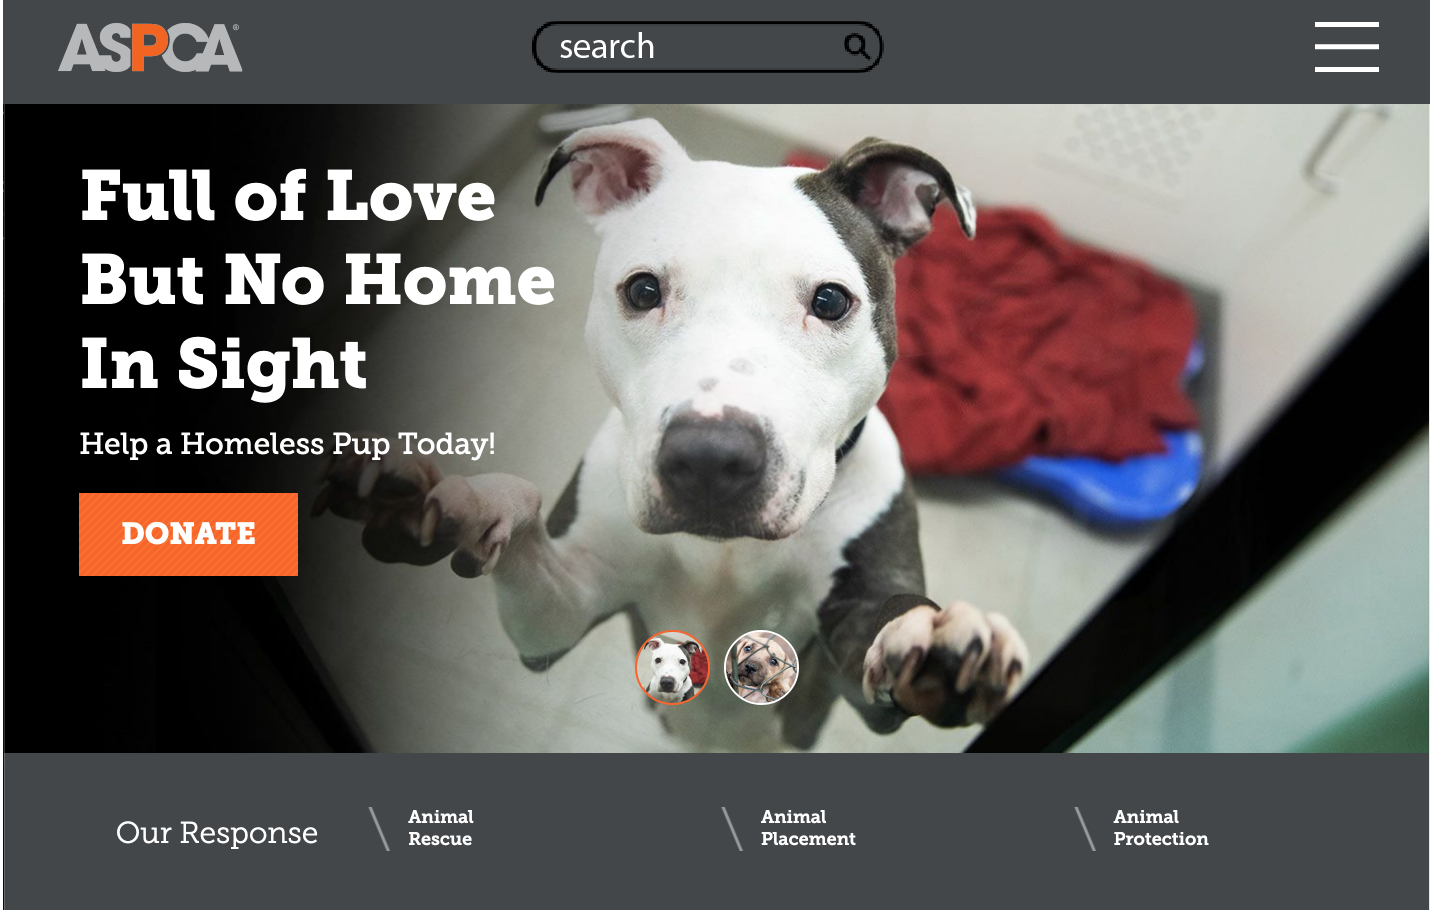 ASPCA®
search
Full of Love
But No Home
In Sight
Help a Homeless Pup Today!
DONATE
Our Response
Animal
Rescue
Animal
Placement
Animal
Protection